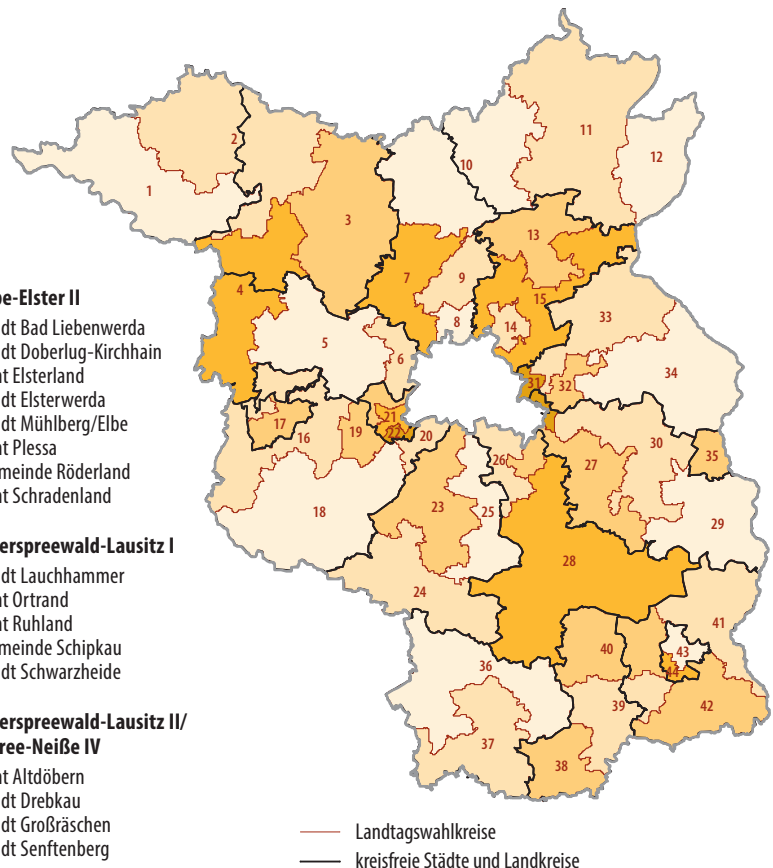 be-Elster II
dt Bad Liebenwerda
dt Doberlug-Kirchhain
t Elsterland
dt Elsterwerda
dt Mühlberg/Elbe
t Plessa
meinde Röderland
t Schradenland
erspreewald-Lausitz I
dt Lauchhammer
t Ortrand
t Ruhland
meinde Schipkau
dt Schwarzheide
erspreewald-Lausitz II/
ree-Neiße IV
t Altdöbern
dt Drebkau
dt Großräschen
dt Senftenberg
1
2
3
4
5
6
7
8
9
10
11
12
13
14
15
16
17
18
19
20
21
22
23
24
25
26
27
28
29
30
31
32
33
34
35
36
37
38
39
40
41
42
43
44
Landtagswahlkreise
kreisfreie Städte und Landkreise